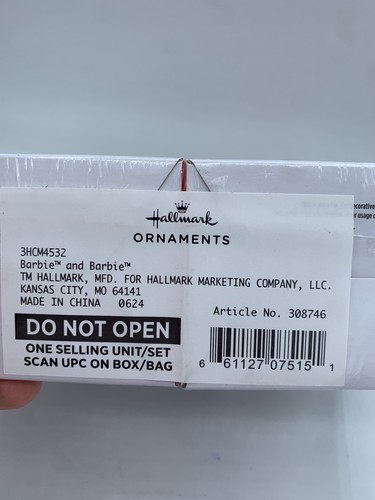 Hallmark
ORNAMENTS
ecorative
r usage o
3HCM4532
Barbie™ and Barbie™
TM HALLMARK, MFD. FOR HALLMARK MARKETING COMPANY, LLC.
KANSAS CITY, MO 64141
MADE IN CHINA 0624
Article No. 308746
DO NOT OPEN
ONE SELLING UNIT/SET
SCAN UPC ON BOX/BAG
6 61127 07515 1